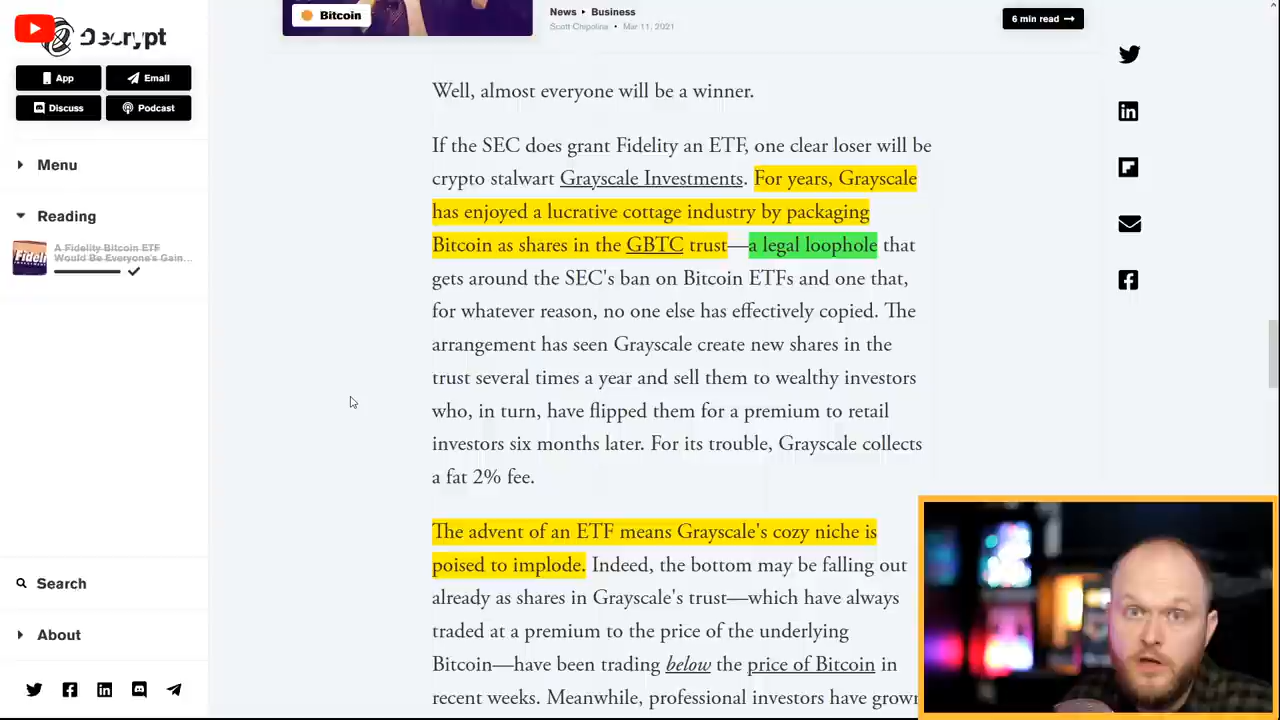 Decrypt
App
Email
Discuss
Podcast
Menu
Reading
A Fidelity Bitcoin ETF
Would Be Everyone's Gain...
Search
About
Bitcoin
News ▸ Business
Scott Chipolina • Mar 11, 2021
6 min read →
Well, almost everyone will be a winner.
If the SEC does grant Fidelity an ETF, one clear loser will be
crypto stalwart Grayscale Investments. For years, Grayscale
has enjoyed a lucrative cottage industry by packaging
Bitcoin as shares in the GBTC trust—a legal loophole that
gets around the SEC's ban on Bitcoin ETFs and one that,
for whatever reason, no one else has effectively copied. The
arrangement has seen Grayscale create new shares in the
trust several times a year and sell them to wealthy investors
who, in turn, have flipped them for a premium to retail
investors six months later. For its trouble, Grayscale collects
a fat 2% fee.
The advent of an ETF means Grayscale's cozy niche is
poised to implode. Indeed, the bottom may be falling out
already as shares in Grayscale's trust—which have always
traded at a premium to the price of the underlying
Bitcoin—have been trading below the price of Bitcoin in
recent weeks. Meanwhile, professional investors have grown